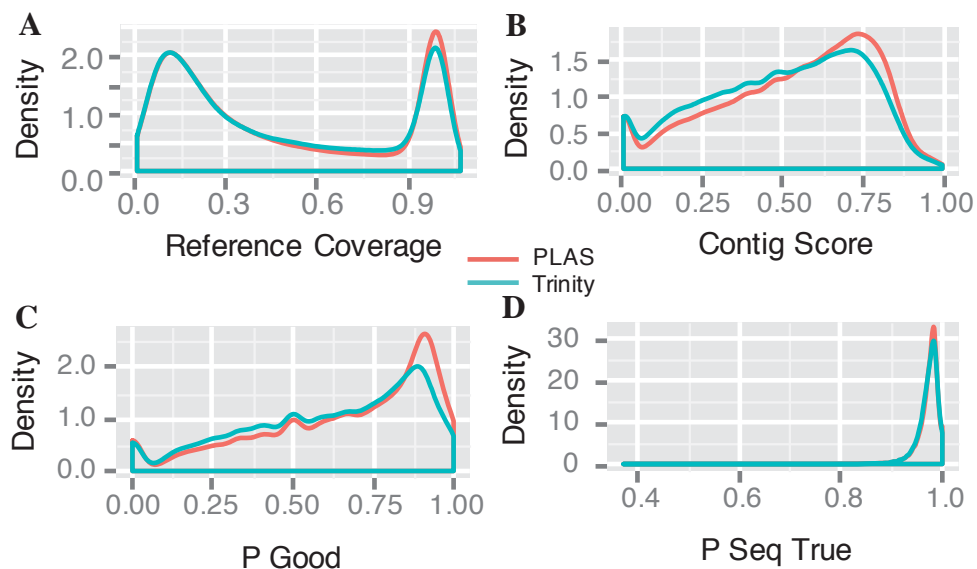 A
Density
2.0
1.0
0.0
0.0 0.3 0.6 0.9
Reference Coverage
B
Density
1.5
1.0
0.5
0.0
0.00 0.25 0.50 0.75 1.00
Contig Score
PLAS
Trinity
C
Density
2.0
1.0
0.0
0.00 0.25 0.50 0.75 1.00
P Good
D
Density
30
20
10
0
0.4 0.6 0.8 1.0
P Seq True